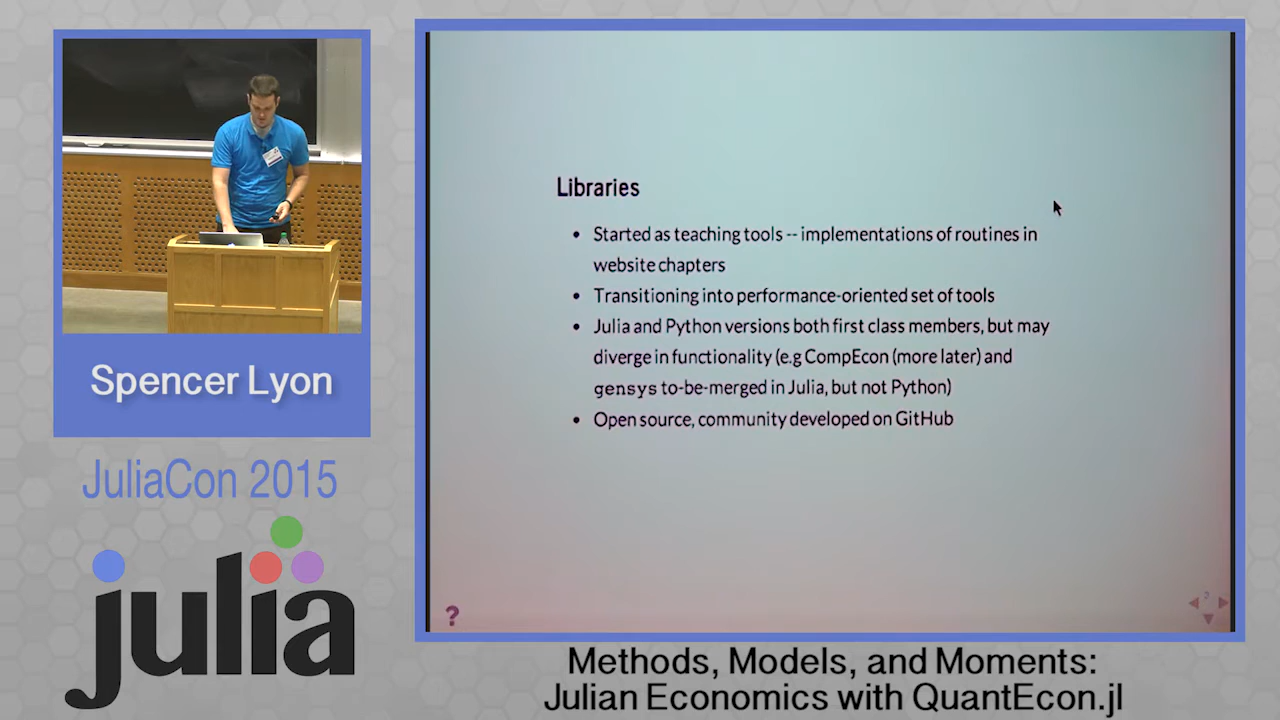 Libraries
• Started as teaching tools -- implementations of routines in
website chapters
• Transitioning into performance-oriented set of tools
• Julia and Python versions both first class members, but may
diverge in functionality (e.g CompEcon (more later) and
gensys to-be-merged in Julia, but not Python)
• Open source, community developed on GitHub
?
2
Spencer Lyon
JuliaCon 2015
julia
Methods, Models, and Moments:
Julian Economics with QuantEcon.jl